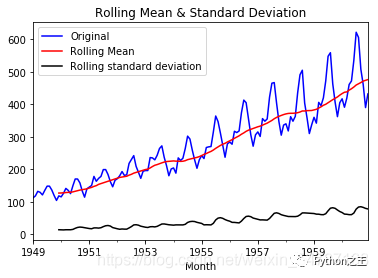 Rolling Mean & Standard Deviation
Original
Rolling Mean
Rolling standard deviation
600
500
400
300
200
100
0
1949 1951 1953 1955 1957 1959
Month
Python之王